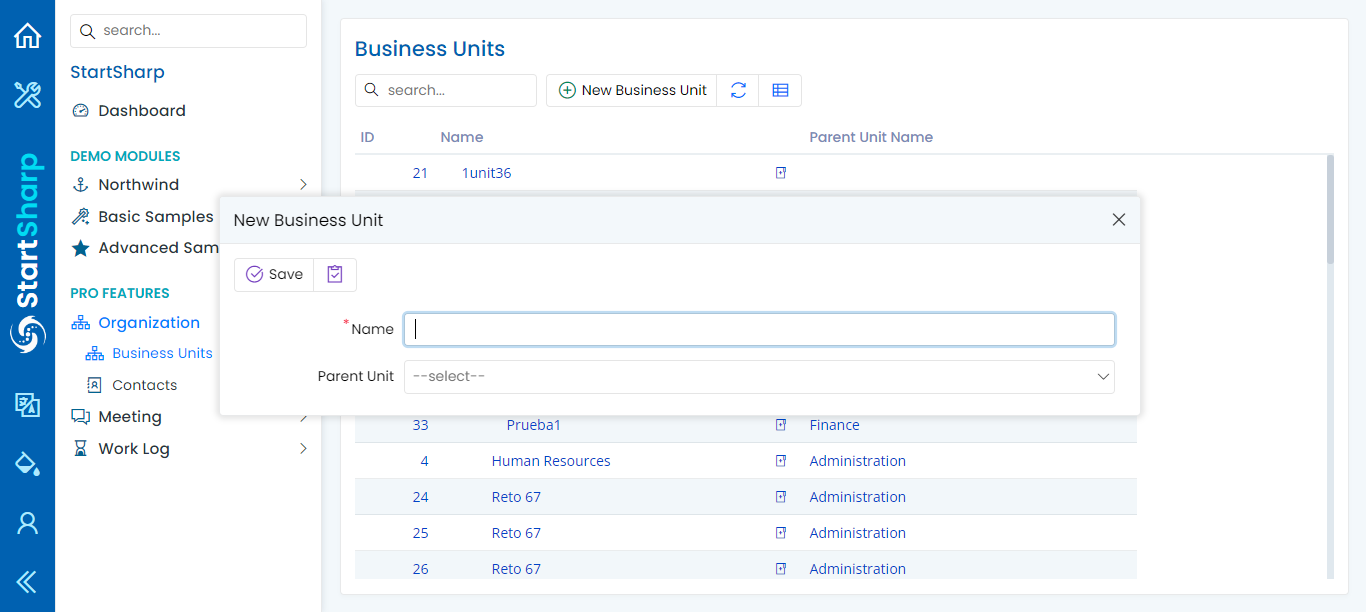 StartSharp
search...
StartSharp
Dashboard
DEMO MODULES
Northwind
Basic Samples
Advanced Sam
PRO FEATURES
Organization
Business Units
Contacts
Meeting
Work Log
Business Units
search...
New Business Unit
ID Name Parent Unit Name
21 1unit36
New Business Unit
Save
* Name
Parent Unit --select--
33 Prueba1 Finance
4 Human Resources Administration
24 Reto 67 Administration
25 Reto 67 Administration
26 Reto 67 Administration